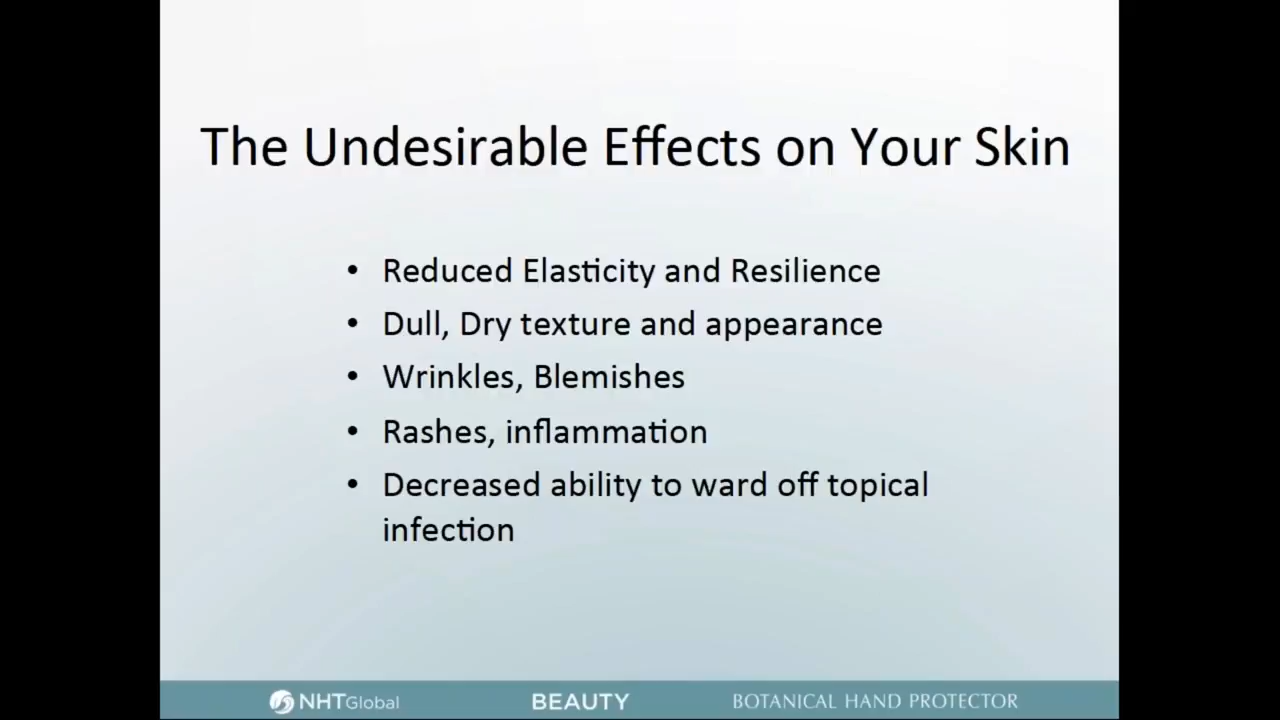 The Undesirable Effects on Your Skin
• Reduced Elasticity and Resilience
• Dull, Dry texture and appearance
• Wrinkles, Blemishes
• Rashes, inflammation
• Decreased ability to ward off topical
infection
NHTGlobal BEAUTY BOTANICAL HAND PROTECTOR